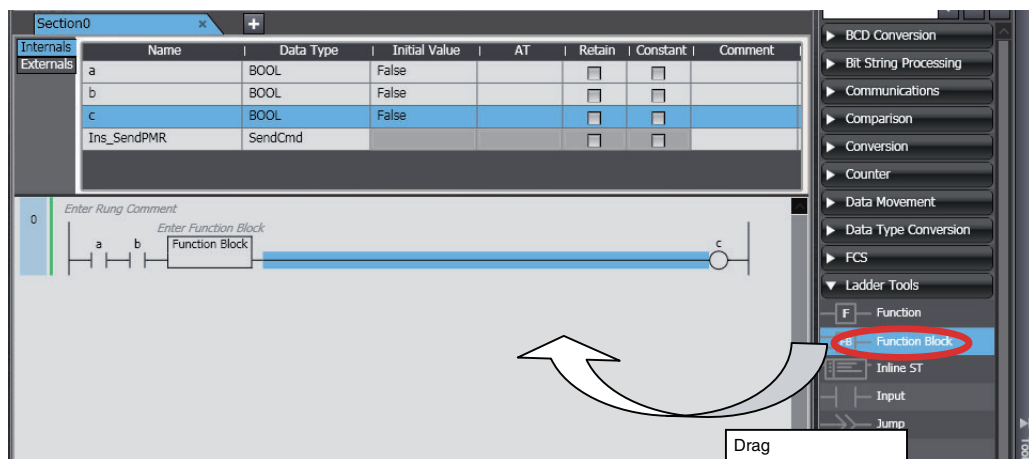 Section0 × +
Internals
Externals
Name Data Type Initial Value AT Retain Constant Comment
a BOOL False
b BOOL False
c BOOL False
Ins_SendPMR SendCmd
0
Enter Rung Comment
Enter Function Block
a b Function Block c
BCD Conversion
Bit String Processing
Communications
Comparison
Conversion
Counter
Data Movement
Data Type Conversion
FCS
Ladder Tools
F Function
FB Function Block
Inline ST
Input
Jump
Drag